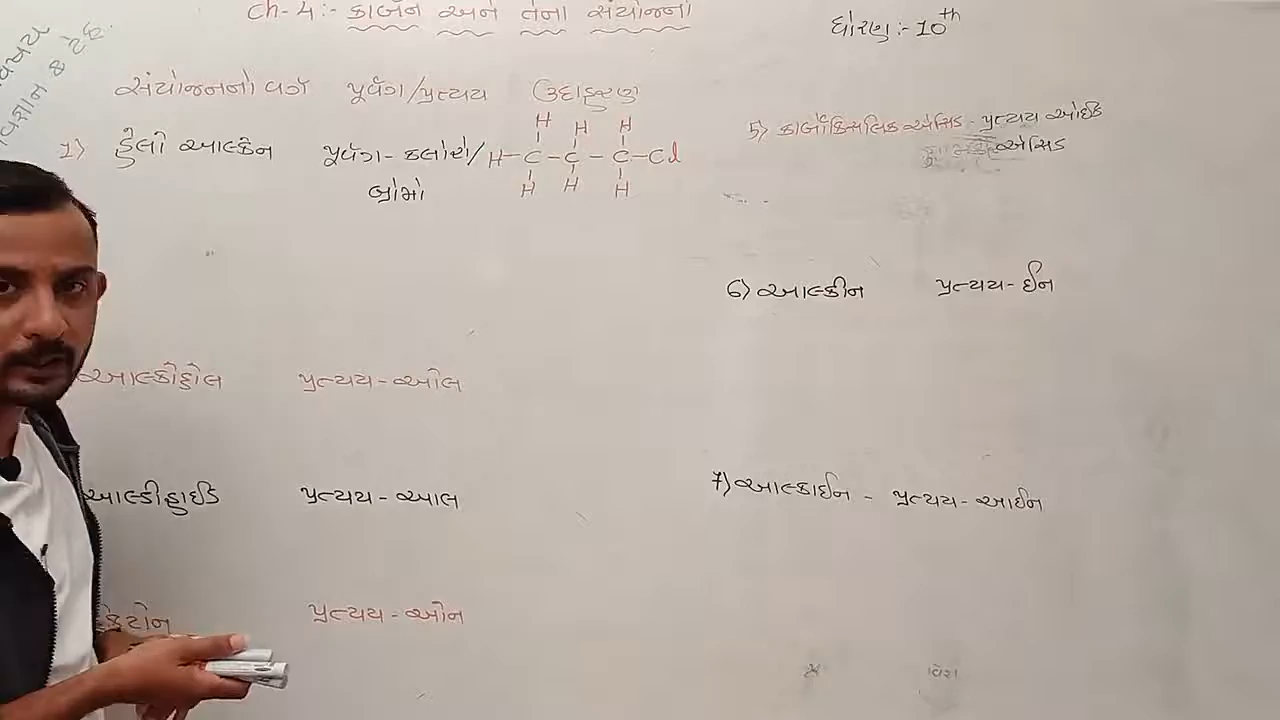 Ch-4:- કાર્બન અને તેના સંયોજનો
ધોરણ:- 10th
વિજ્ઞાન
સંયોજનનો વર્ગ પૂર્વગ/પ્રત્યય ઉદાહરણ
1) હેલો આલ્કેન પૂર્વગ- ક્લોરો/
બ્રોમો
H H H
H-C-C-C-Cl
H H H
આલ્કોહોલ પ્રત્યય-ઓલ
આલ્ડીહાઈડ પ્રત્યય-આલ
કેટોન પ્રત્યય-ઓન
5) કાર્બોક્સિલિક એસિડ-પ્રત્યય ઓઇક
એસિડ
6) આલ્કીન પ્રત્યય-ઈન
7) આલ્કાઈન - પ્રત્યય-આઈન